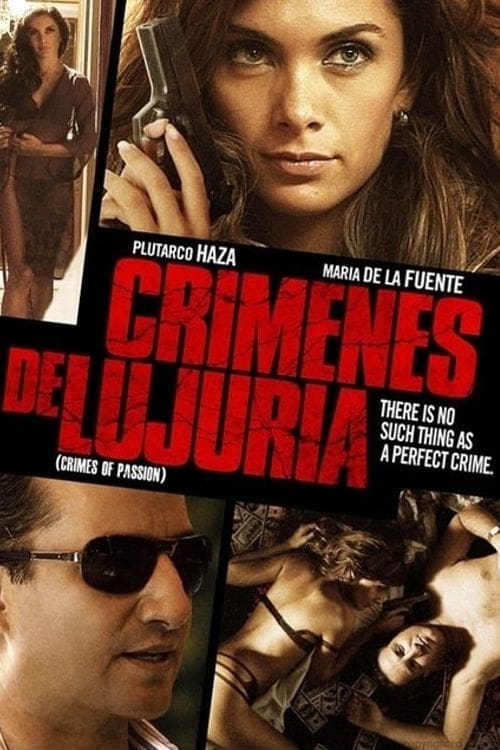 PLUTARCO HAZA
MARIA DE LA FUENTE
CRIMENES
DE LUJURIA
(CRIMES OF PASSION)
THERE IS NO
SUCH THING AS
A PERFECT CRIME.